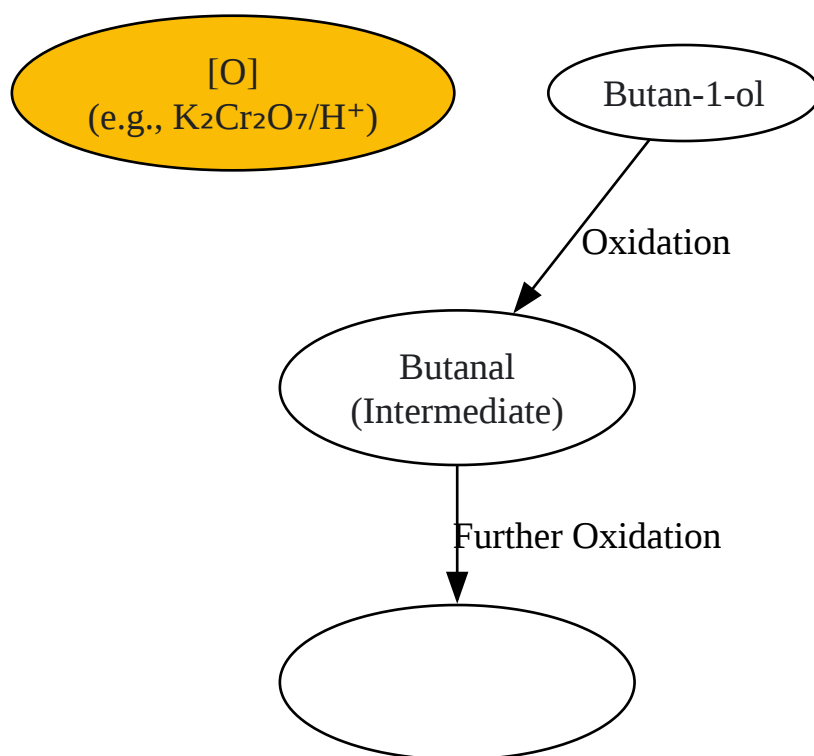 [O]
(e.g., K₂Cr₂O₇/H⁺)
Butan-1-ol
Oxidation
Butanal
(Intermediate)
Further Oxidation